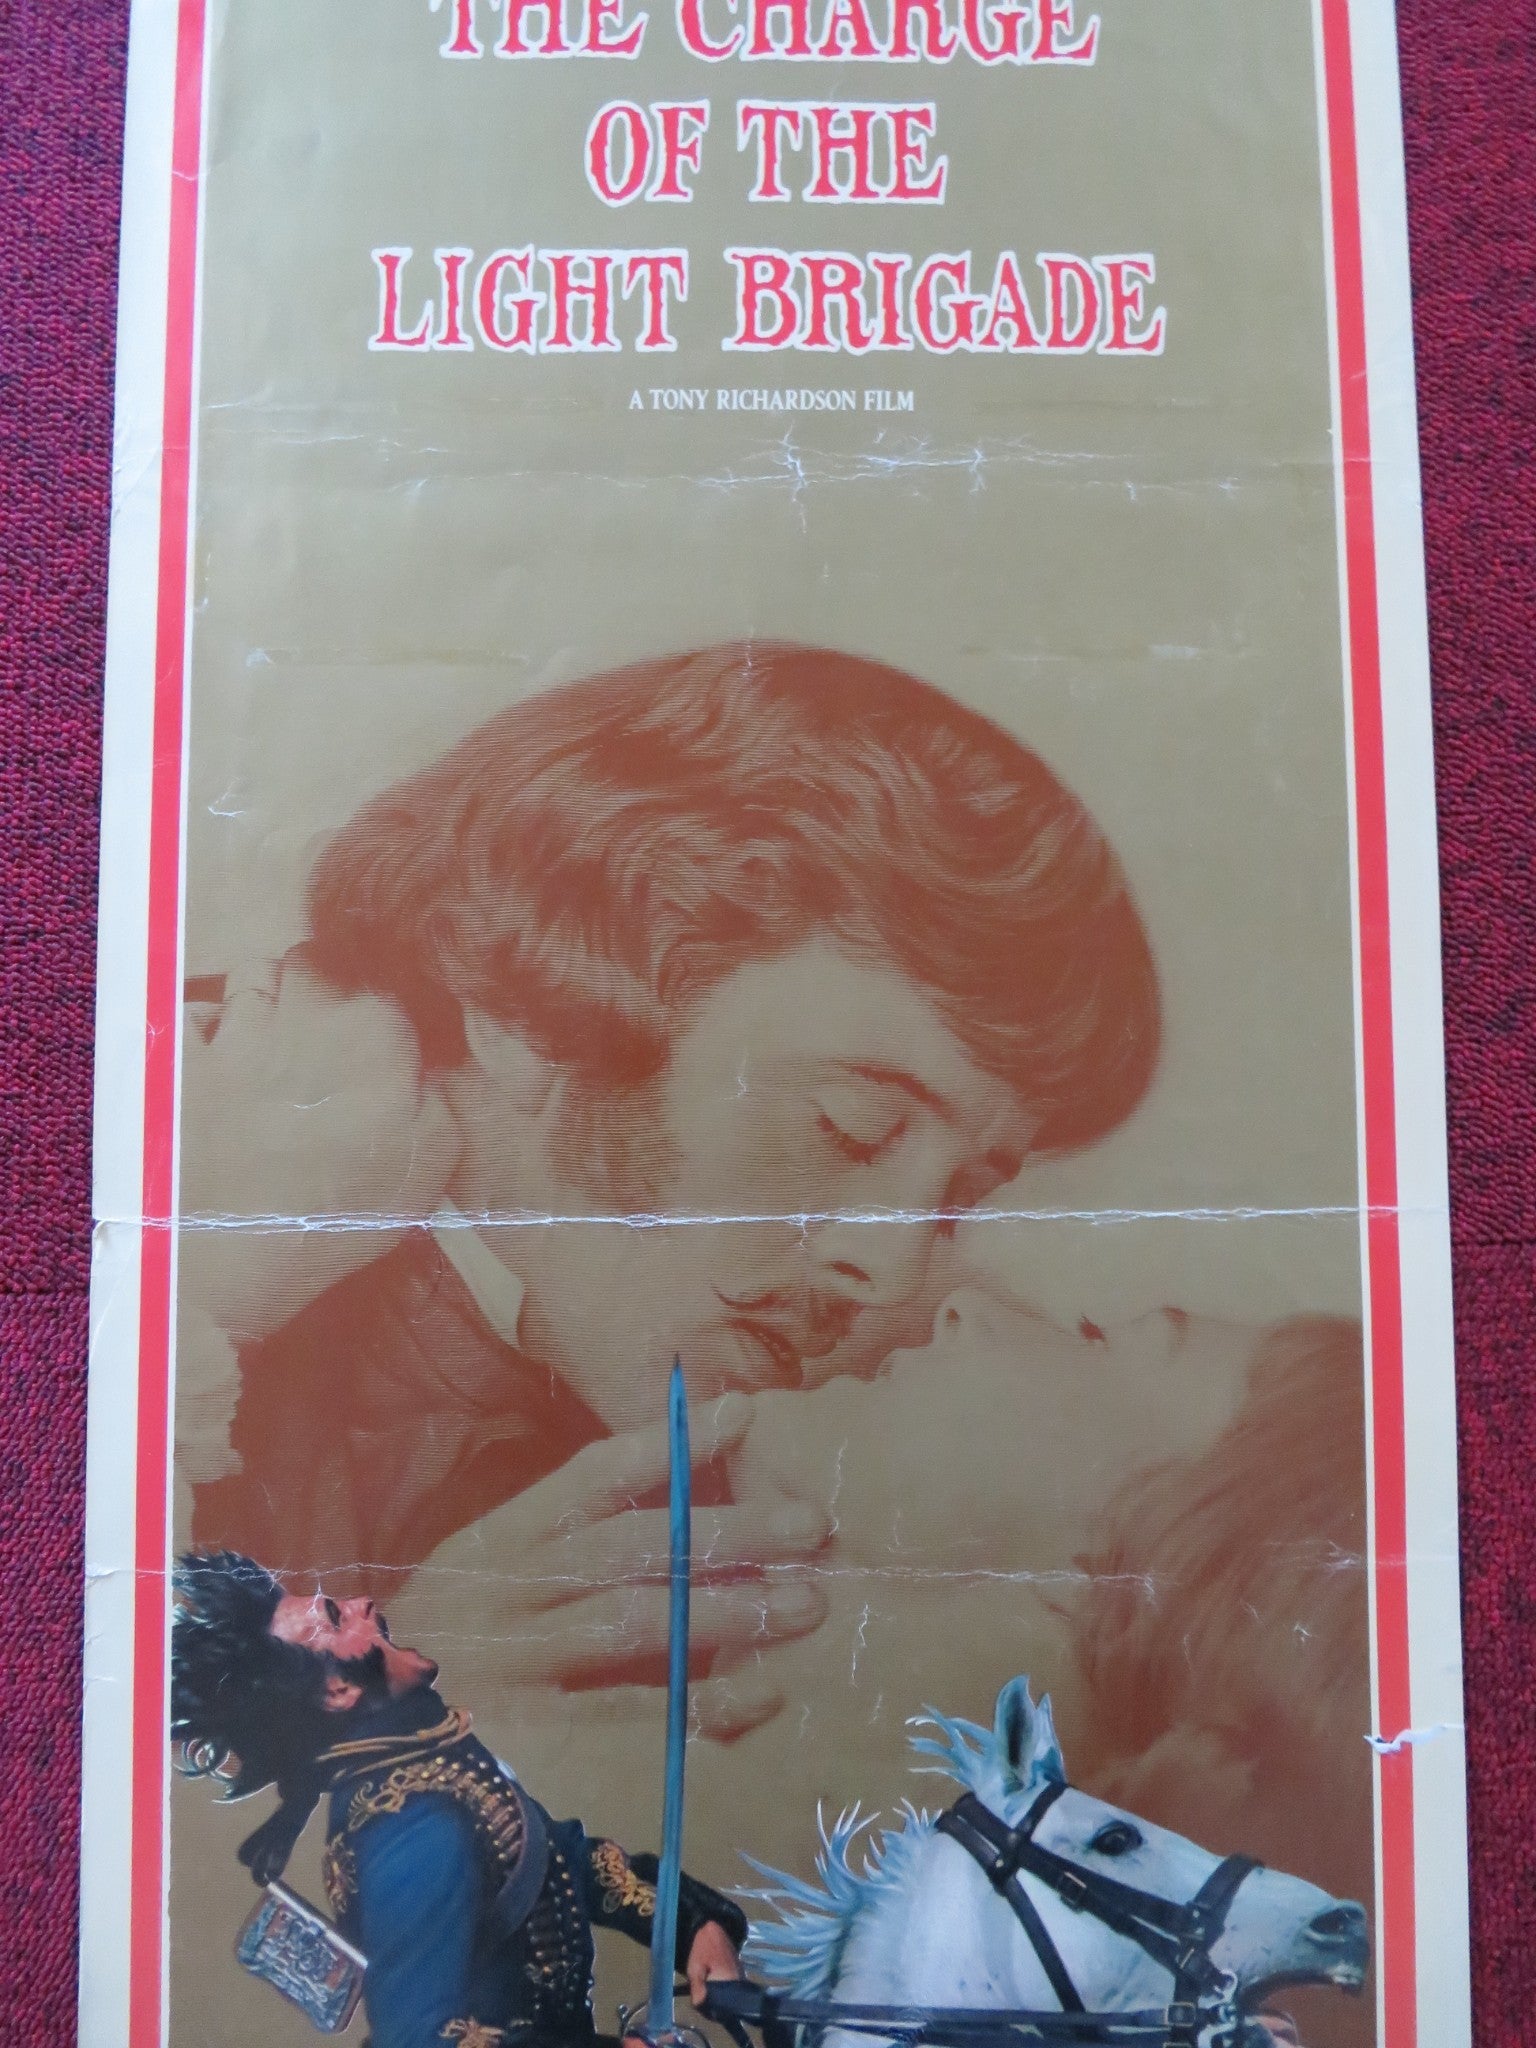 THE CHARGE
OF THE
LIGHT BRIGADE
A TONY RICHARDSON FILM